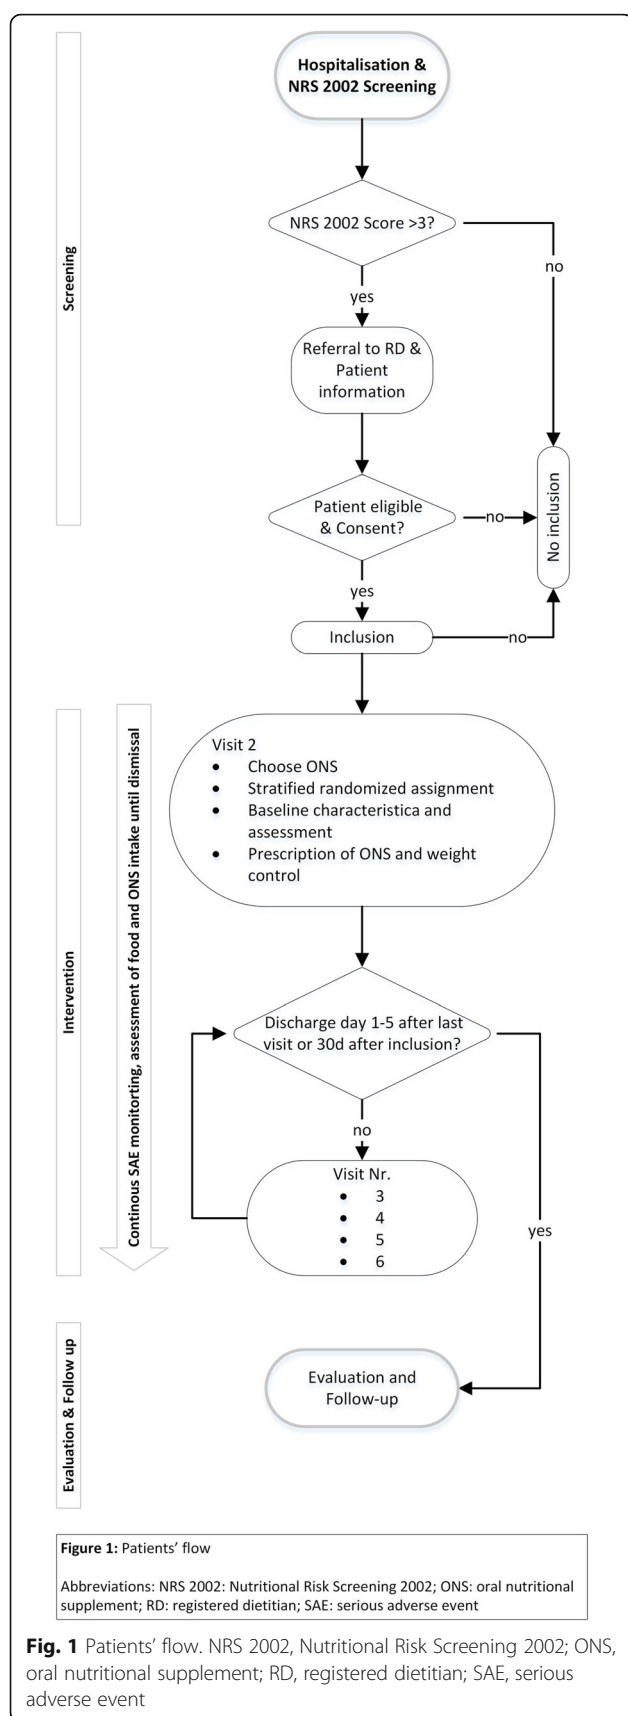 Hospitalisation &
NRS 2002 Screening
Screening
NRS 2002 Score >3?
no
yes
Referral to RD &
Patient
information
Patient eligible
& Consent?
no
No inclusion
yes
Inclusion
no
Intervention
Continous SAE monitorting, assessment of food and ONS intake until dismissal
Visit 2
• Choose ONS
• Stratified randomized assignment
• Baseline characteristica and
assessment
• Prescription of ONS and weight
control
Discharge day 1-5 after last
visit or 30d after inclusion?
no
yes
Visit Nr.
• 3
• 4
• 5
• 6
Evaluation & Follow up
Evaluation and
Follow-up
Figure 1: Patients' flow
Abbreviations: NRS 2002: Nutritional Risk Screening 2002; ONS: oral nutritional
supplement; RD: registered dietitian; SAE: serious adverse event
Fig. 1 Patients' flow. NRS 2002, Nutritional Risk Screening 2002; ONS,
oral nutritional supplement; RD, registered dietitian; SAE, serious
adverse event